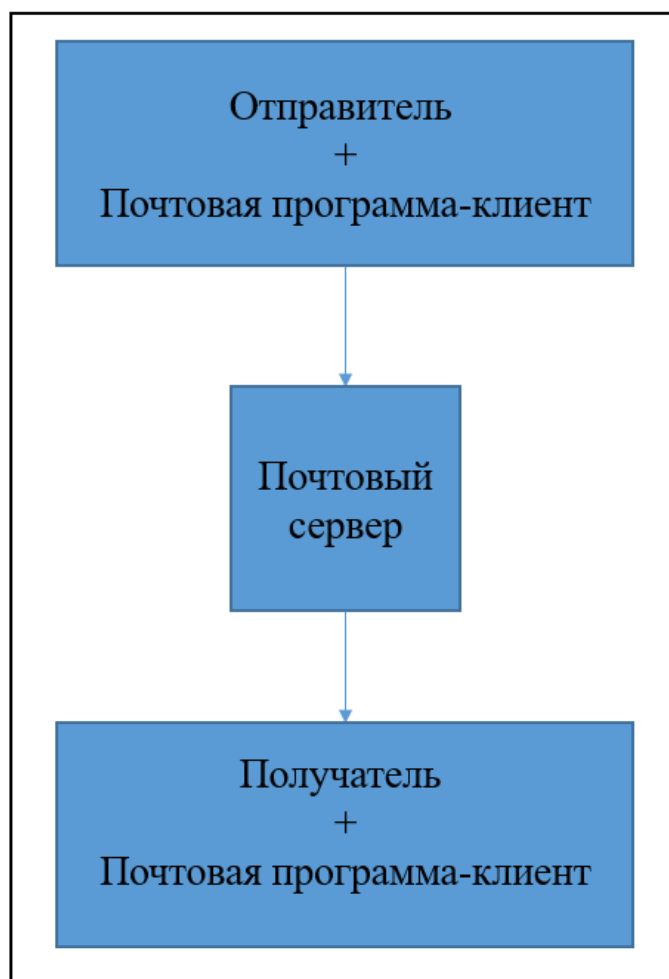 Отправитель
+
Почтовая программа-клиент
Почтовый
сервер
Получатель
+
Почтовая программа-клиент